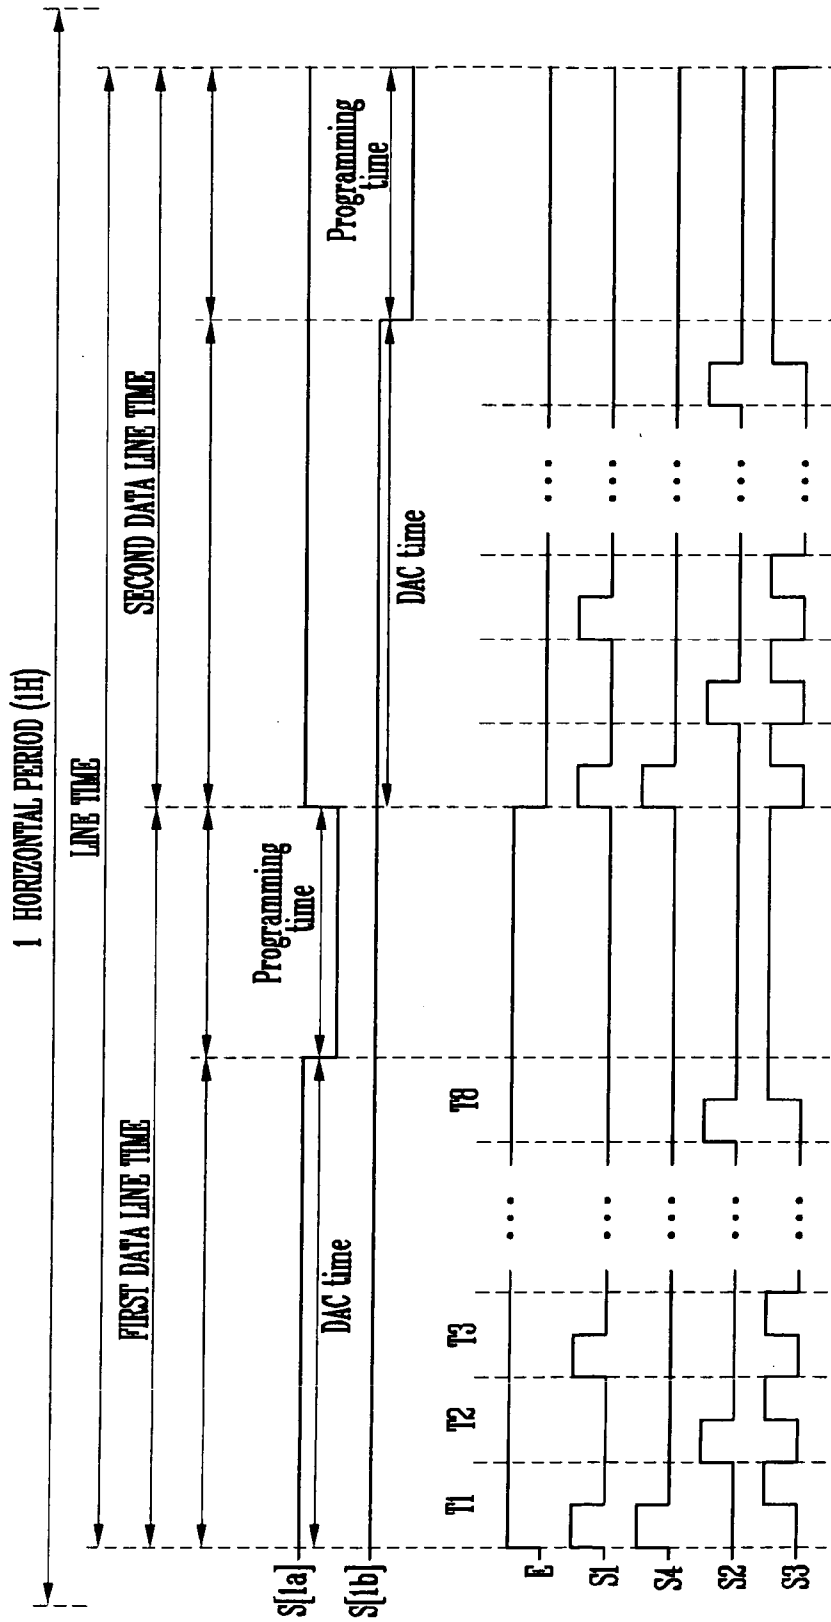 1 HORIZONTAL PERIOD (1H)
LINE TIME
FIRST DATA LINE TIME
SECOND DATA LINE TIME
S[1a]
DAC time
Programming
time
S[1b]
DAC time
Programming
time
T1
T2
T3
T8
E
...
...
S1
...
...
S4
...
...
S2
...
...
S3
...
...